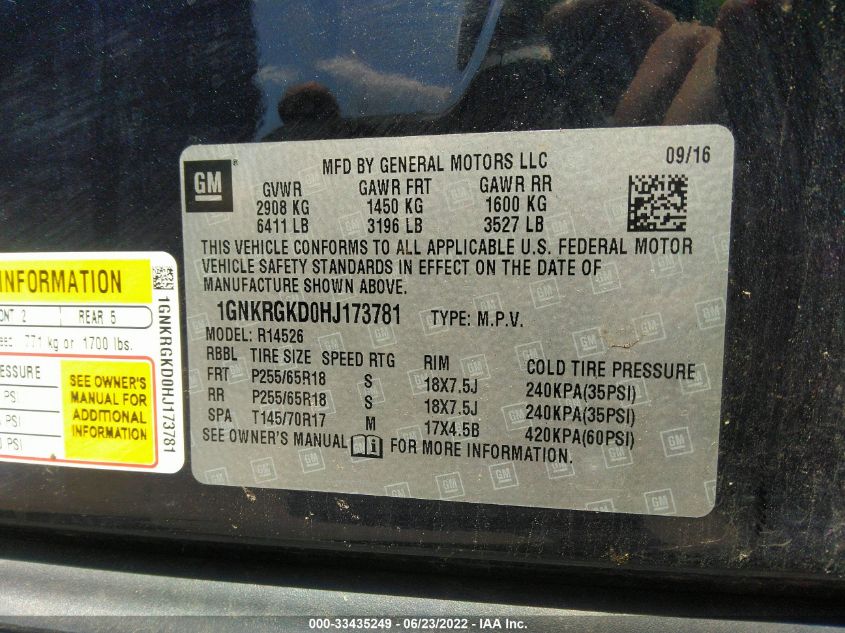 GM ®
MFD BY GENERAL MOTORS LLC 09/16
GVWR GAWR FRT GAWR RR
2908 KG 1450 KG 1600 KG
6411 LB 3196 LB 3527 LB
THIS VEHICLE CONFORMS TO ALL APPLICABLE U.S. FEDERAL MOTOR
VEHICLE SAFETY STANDARDS IN EFFECT ON THE DATE OF
MANUFACTURE SHOWN ABOVE.
1GNKRGKD0HJ173781 TYPE: M.P.V.
MODEL: R14526
RBBL TIRE SIZE SPEED RTG RIM COLD TIRE PRESSURE
FRT P255/65R18 S 18X7.5J 240KPA(35PSI)
RR P255/65R18 S 18X7.5J 240KPA(35PSI)
SPA T145/70R17 M 17X4.5B 420KPA(60PSI)
SEE OWNER'S MANUAL FOR MORE INFORMATION.
INFORMATION
2 REAR 5
771 kg or 1700 lbs.
SEE OWNER'S
MANUAL FOR
ADDITIONAL
INFORMATION
PSI
PSI
PSI
1GNKRGKD0HJ173781
000-33435249 - 06/23/2022 - IAA Inc.